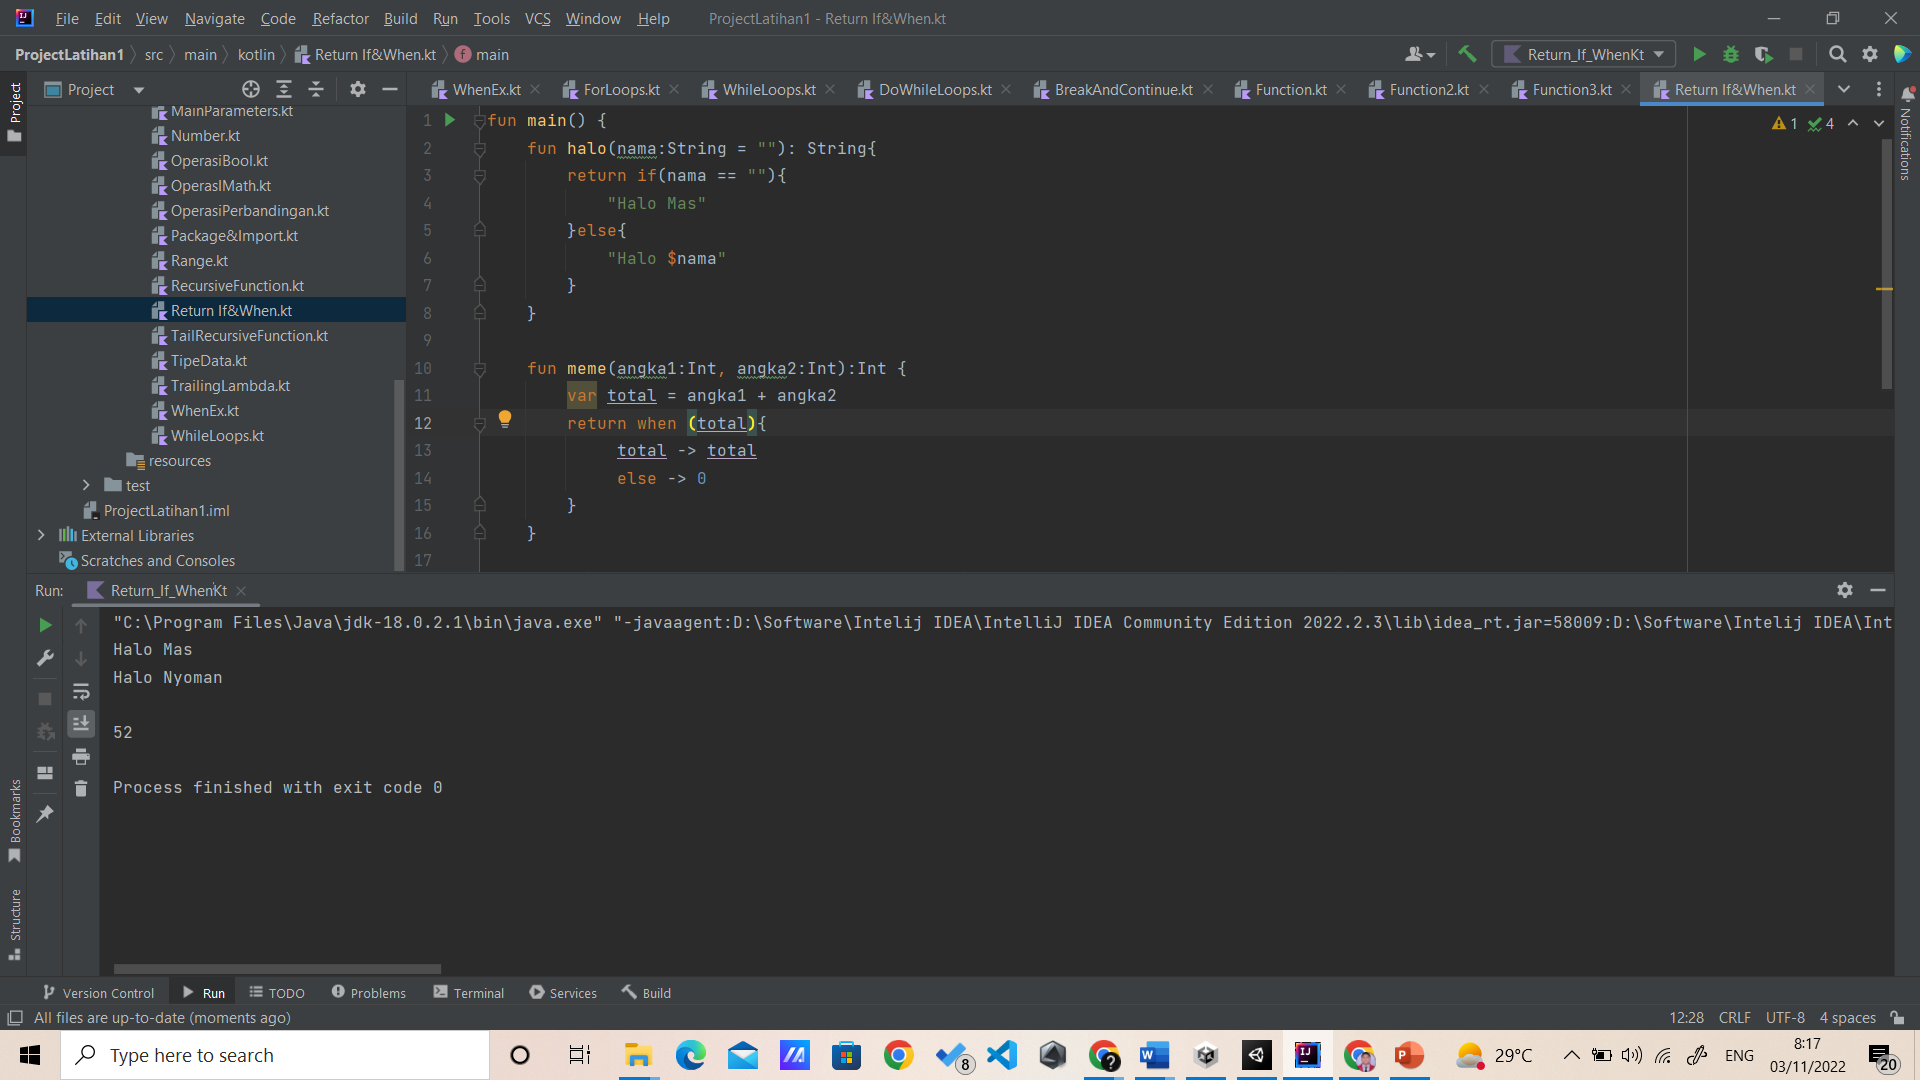 File Edit View Navigate Code Refactor Build Run Tools VCS Window Help ProjectLatihan1 - Return If&When.kt
ProjectLatihan1 src main kotlin Return If&When.kt main Return_If_WhenKt
Project Project WhenEx.kt ForLoops.kt WhileLoops.kt DoWhileLoops.kt BreakAndContinue.kt Function.kt Function2.kt Function3.kt Return If&When.kt Notifications
MainParameters.kt
Number.kt
OperasiBool.kt
OperaslMath.kt
OperasiPerbandingan.kt
Package&Import.kt
Range.kt
RecursiveFunction.kt
Return If&When.kt
TailRecursiveFunction.kt
TipeData.kt
TrailingLambda.kt
WhenEx.kt
WhileLoops.kt
resources
test
ProjectLatihan1.iml
External Libraries
Scratches and Consoles
1 fun main() {
2 fun halo(nama:String = ""): String{
3 return if(nama == ""){
4 "Halo Mas"
5 }else{
6 "Halo $nama"
7 }
8 }
9
10 fun meme(angka1:Int, angka2:Int):Int {
11 var total = angka1 + angka2
12 return when (total){
13 total -> total
14 else -> 0
15 }
16 }
17
1 4
Run: Return_If_WhenKt
"C:\Program Files\Java\jdk-18.0.2.1\bin\java.exe" "-javaagent:D:\Software\Intelij IDEA\IntelliJ IDEA Community Edition 2022.2.3\lib\idea_rt.jar=58009:D:\Software\Intelij IDEA\Int
Halo Mas
Halo Nyoman
52
Process finished with exit code 0
Bookmarks
Structure
Version Control Run TODO Problems Terminal Services Build
All files are up-to-date (moments ago) 12:28 CRLF UTF-8 4 spaces
Type here to search 8 29°C ENG 8:17
03/11/2022 20